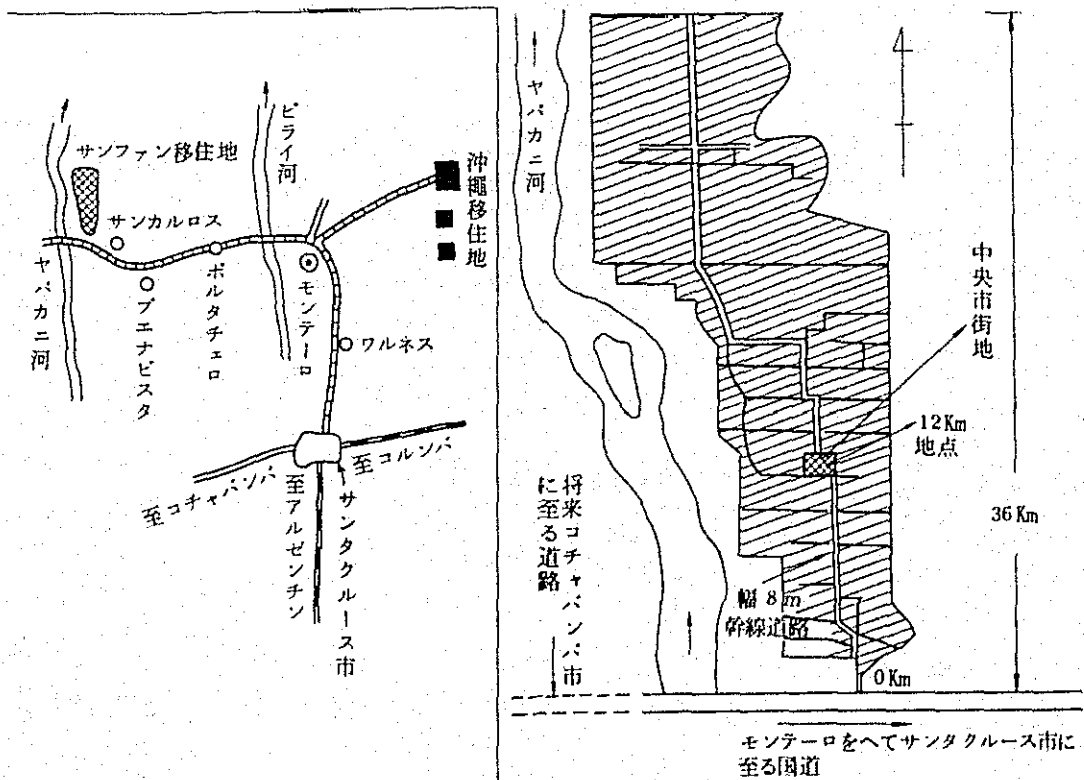 サンファン移住地
ピライ河
沖繩移住地
サンカルロス
ヤパカニ河
ブエナビスタ
ポルタチェロ
モンテーロ
ワルネス
至コチャバンバ
至コルンバ
至アルゼンチン
サンタクルース市
ヤパカニ河
中央市街地
12Km
地点
36Km
将来コチャバンバ市
に至る道路
幅8m
幹線道路
0Km
モンテーロをへてサンタクルース市に
至る国道